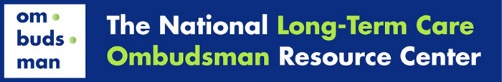 om•
buds•
man
The National Long-Term Care
Ombudsman Resource Center